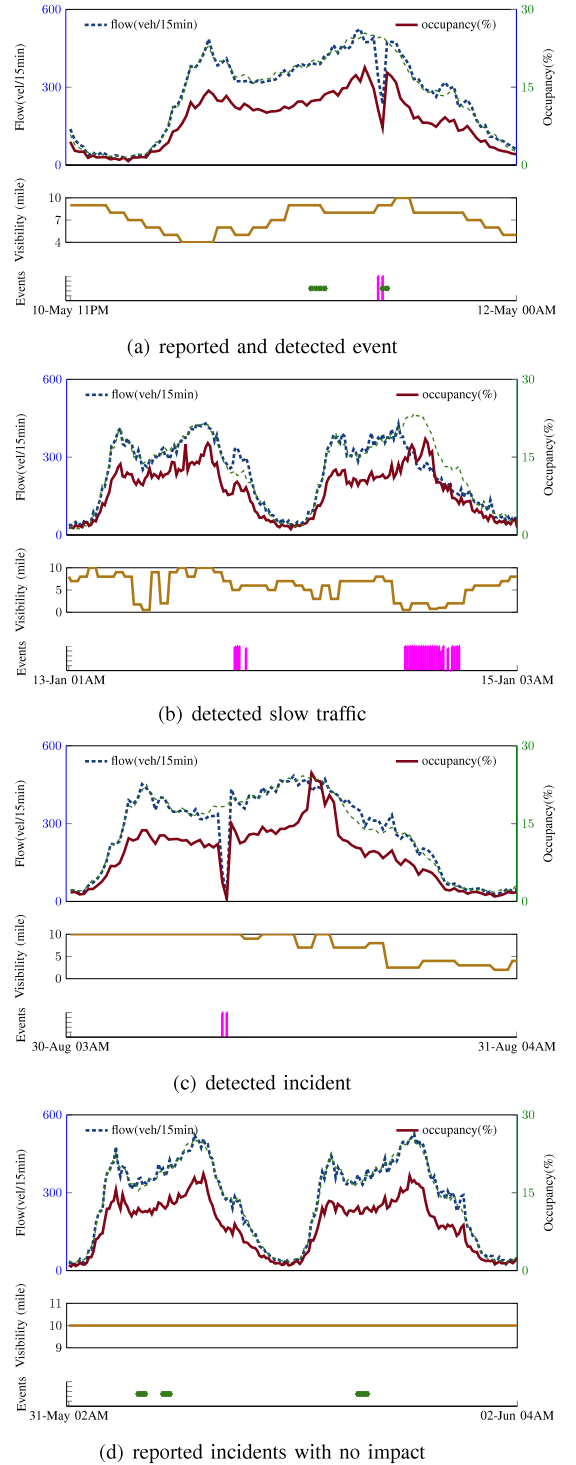 600
30
flow(veh/15min)
occupancy(%)
Flow(vel/15min)
Occupancy(%)
300
15
0
0
Visibility (mile)
10
7
4
Events
10-May 11PM
12-May 00AM
(a) reported and detected event
600
30
flow(veh/15min)
occupancy(%)
Flow(vel/15min)
Occupancy(%)
300
15
0
0
Visibility (mile)
10
5
0
Events
13-Jan 01AM
15-Jan 03AM
(b) detected slow traffic
600
30
flow(veh/15min)
occupancy(%)
Flow(veh/15min)
Occupancy(%)
300
15
0
0
Visibility (mile)
10
5
0
Events
30-Aug 03AM
31-Aug 04AM
(c) detected incident
600
30
flow(veh/15min)
occupancy(%)
Flow(veh/15min)
Occupancy(%)
300
15
0
0
Visibility (mile)
11
10
9
Events
31-May 02AM
02-Jun 04AM
(d) reported incidents with no impact